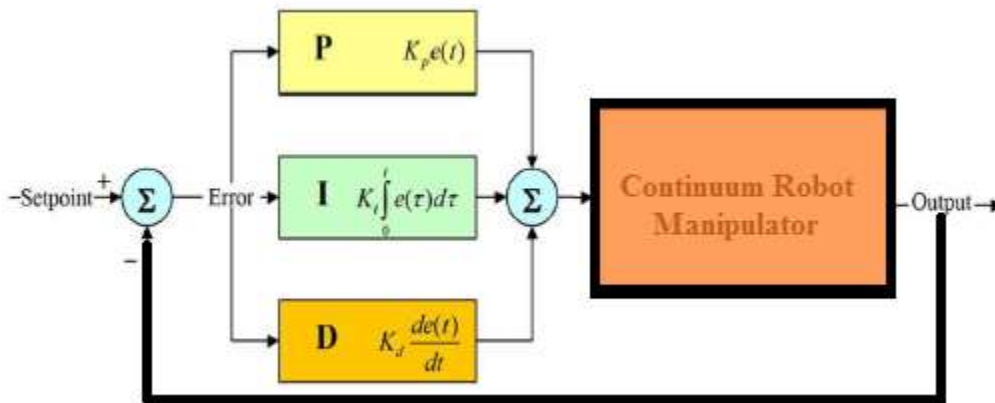 P K_p e(t)
−Setpoint
+
Σ
−
Error
I K_i ∫_0^t e(τ)dτ
Σ
Continuum Robot
Manipulator
Output
D K_d de(t)/dt